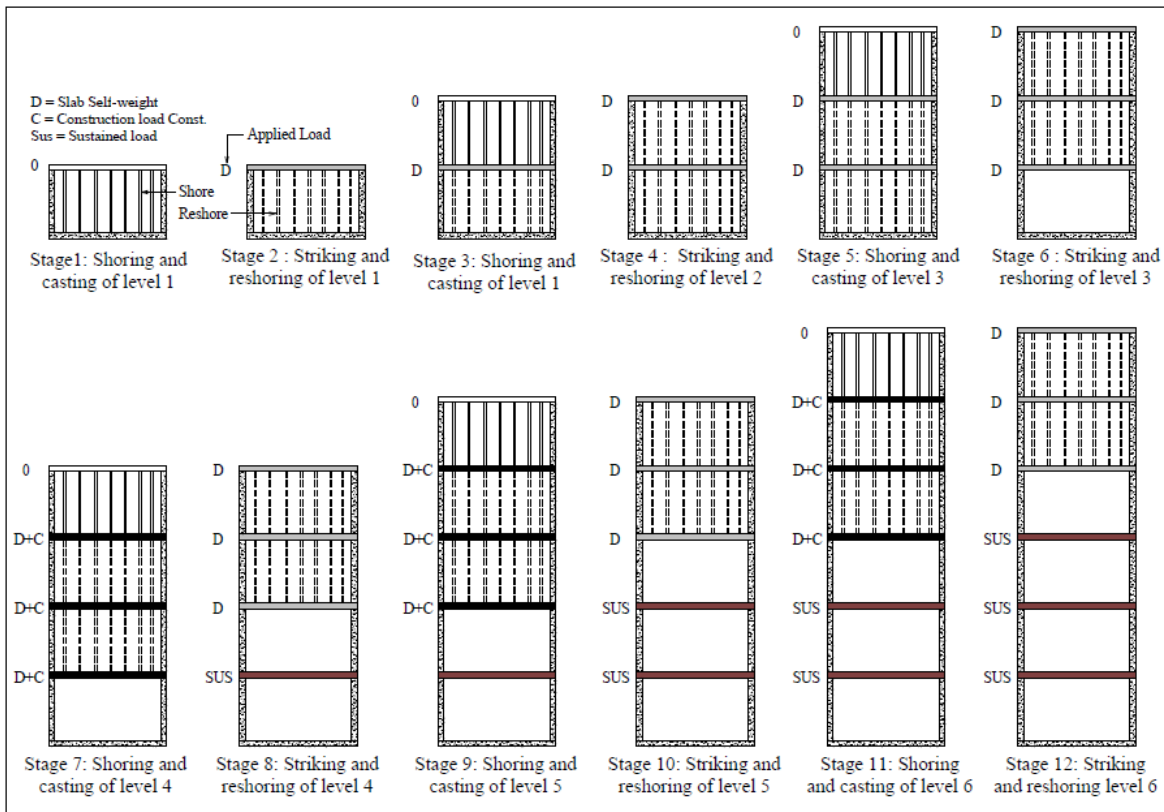 D = Slab Self-weight
C = Construction load Const.
Sus = Sustained load
0
Shore
Stage1: Shoring and
casting of level 1
Applied Load
D
Reshore
Stage 2 : Striking and
reshoring of level 1
0
D
Stage 3: Shoring and
casting of level 1
D
D
Stage 4 : Striking and
reshoring of level 2
0
D
D
Stage 5: Shoring and
casting of level 3
D
D
D
Stage 6: Striking and
reshoring of level 3
0
D+C
D+C
D+C
Stage 7: Shoring and
casting of level 4
D
D
D
SUS
Stage 8: Striking and
reshoring of level 4
0
D+C
D+C
D+C
Stage 9: Shoring and
casting of level 5
D
D
D
SUS
SUS
Stage 10: Striking and
reshoring of level 5
0
D+C
D+C
D+C
SUS
SUS
Stage 11: Shoring
and casting of level 6
D
D
D
SUS
SUS
SUS
Stage 12: Striking
and reshoring level 6